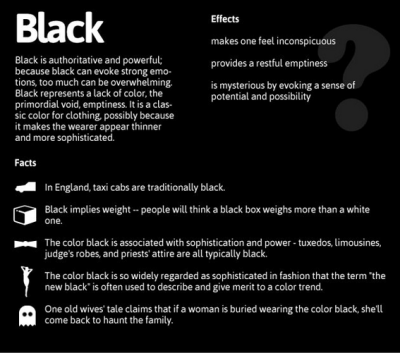 Black
Black is authoritative and powerful;
because black can evoke strong emo-
tions, too much can be overwhelming.
Black represents a lack of color, the
primordial void, emptiness. It is a clas-
sic color for clothing, possibly because
it makes the wearer appear thinner
and more sophisticated.
Effects
makes one feel inconspicuous
provides a restful emptiness
is mysterious by evoking a sense of
potential and possibility
?
Facts
In England, taxi cabs are traditionally black.
Black implies weight -- people will think a black box weighs more than a white
one.
The color black is associated with sophistication and power - tuxedos, limousines,
judge's robes, and priests' attire are all typically black.
The color black is so widely regarded as sophisticated in fashion that the term "the
new black" is often used to describe and give merit to a color trend.
One old wives' tale claims that if a woman is buried wearing the color black, she'll
come back to haunt the family.